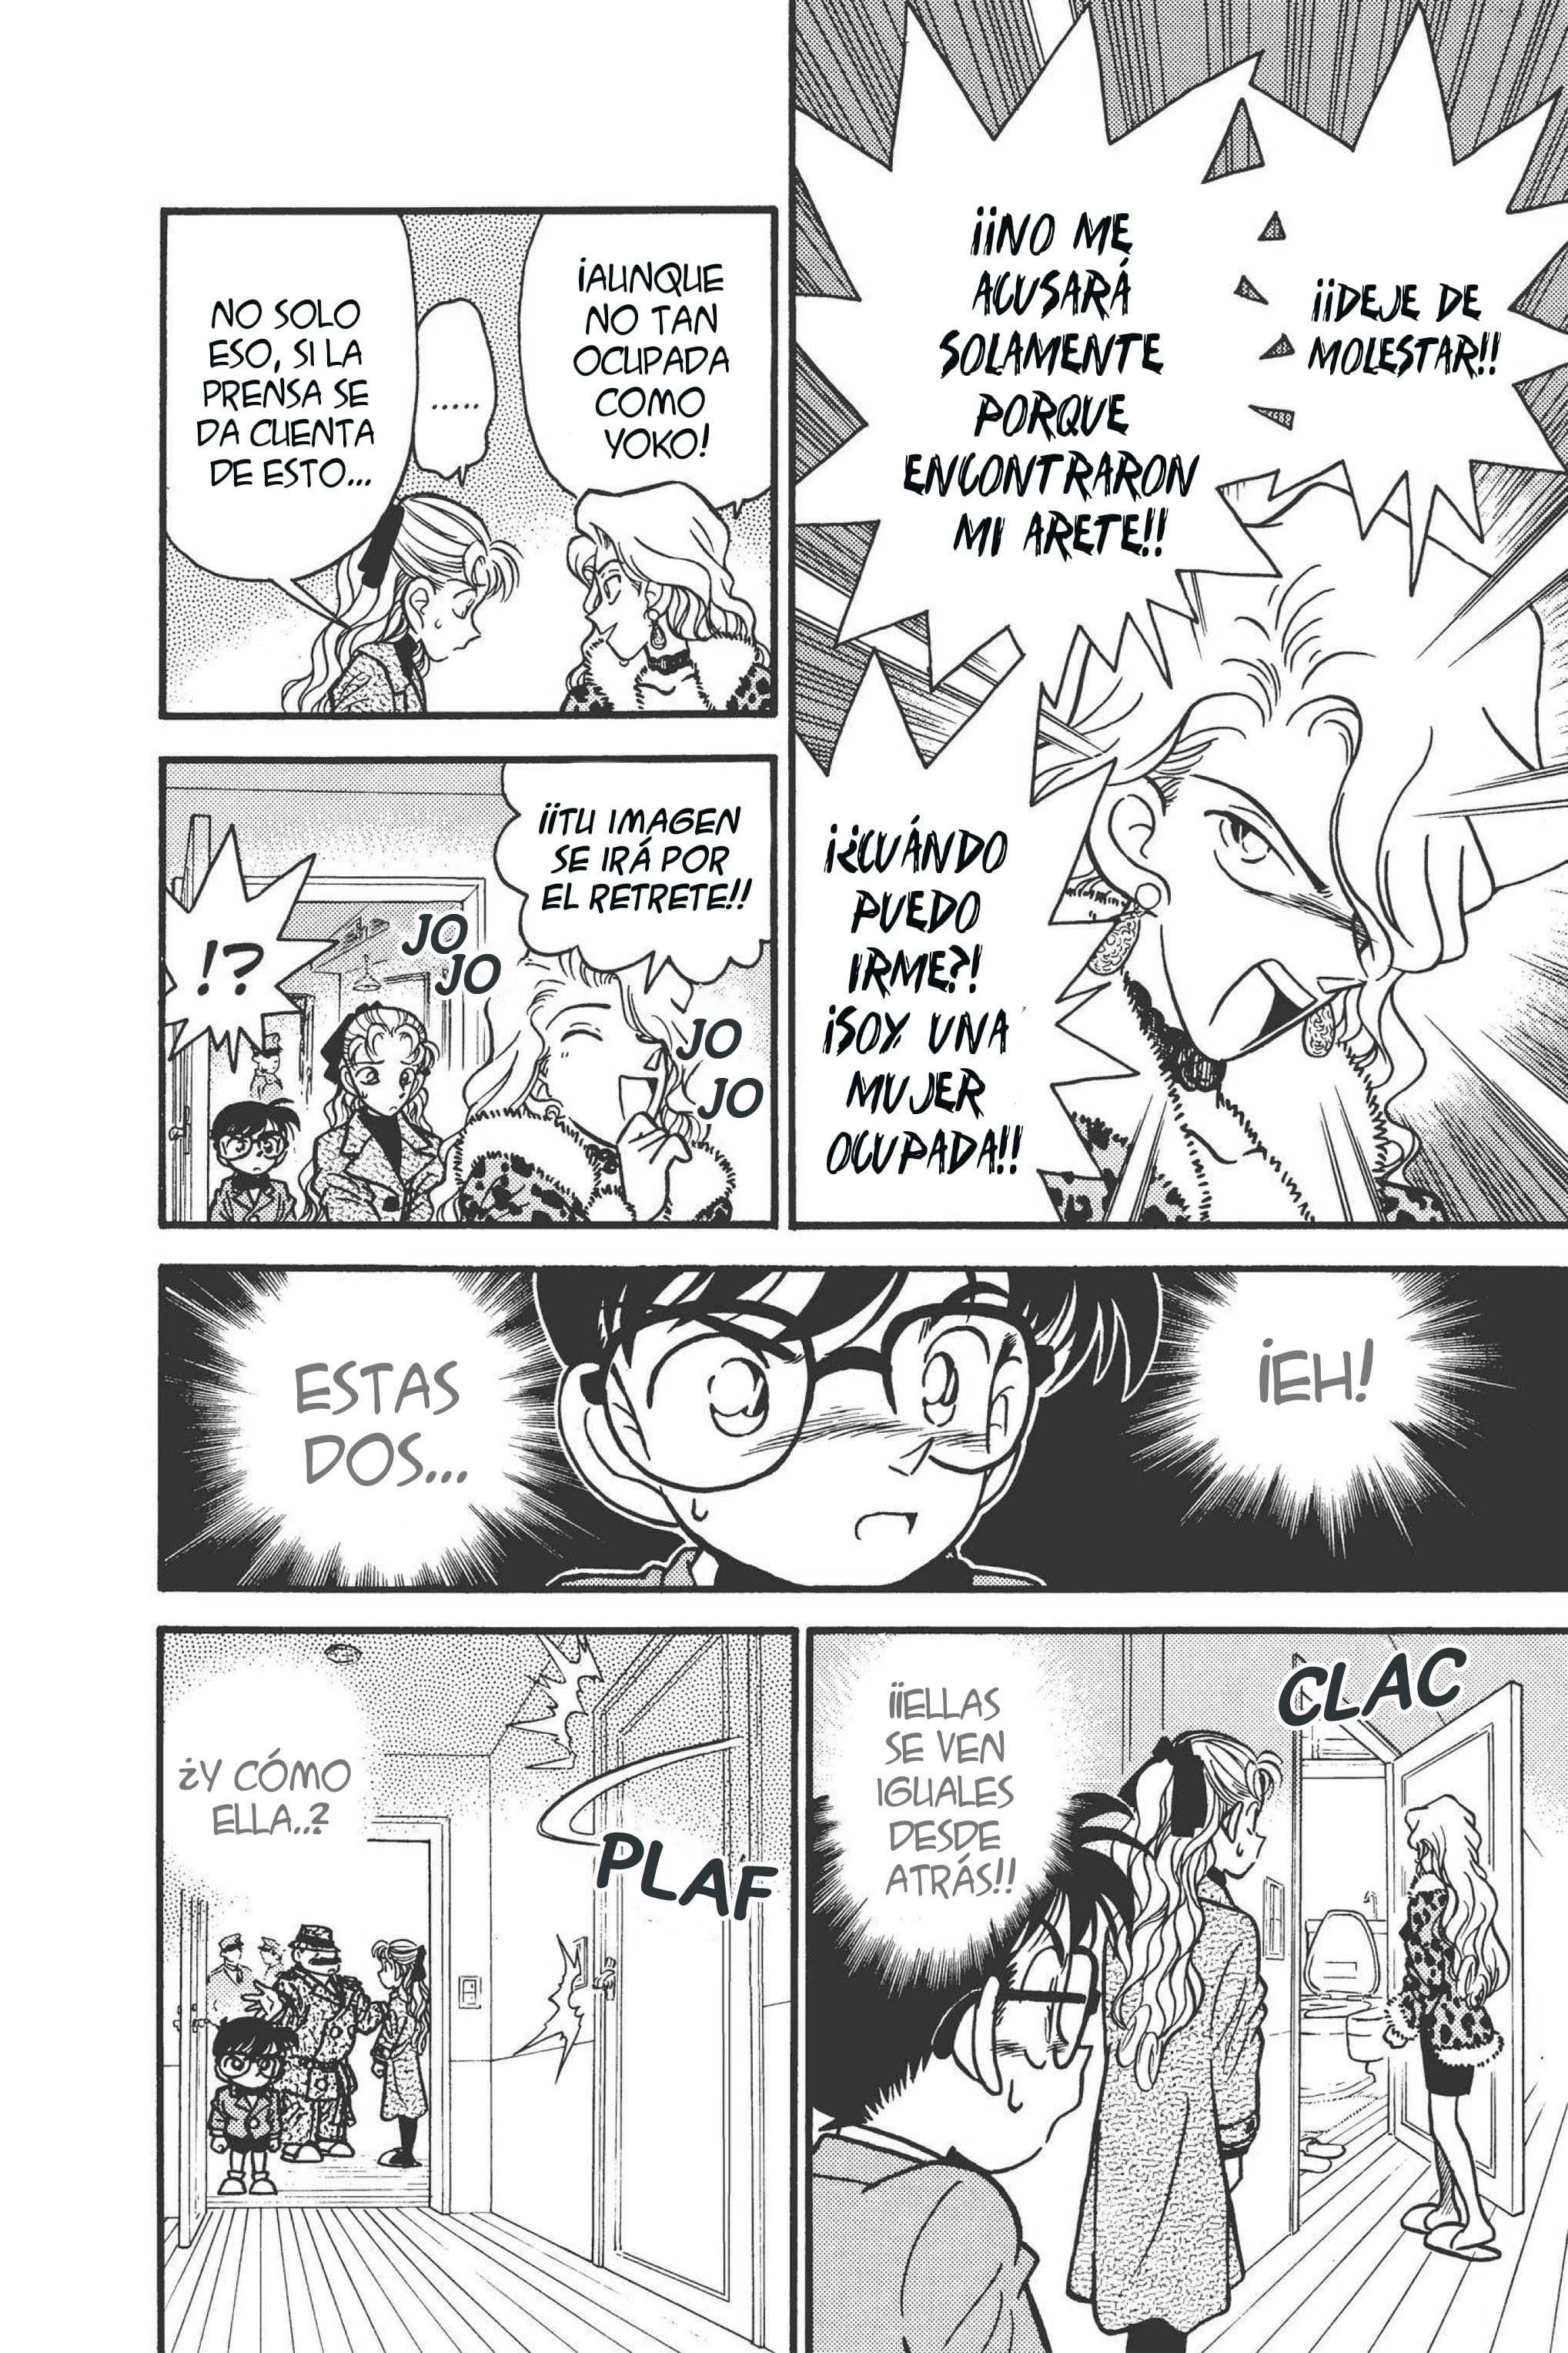 ¡¡DEJE DE
MOLESTAR!!
¡¡NO ME
ACUSARÁ
SOLAMENTE
PORQUE
ENCONTRARON
MI ARETE!!
¡¿CUÁNDO
PUEDO
IRME?!
¡SOY UNA
MUJER
OCUPADA!!
¡AUNQUE
NO TAN
OCUPADA
COMO
YOKO!
.....
NO SOLO
ESO, SI LA
PRENSA SE
DA CUENTA
DE ESTO...
¡¡TU IMAGEN
SE IRÁ POR
EL RETRETE!!
JO
JO
JO
JO
!?
¡EH!
ESTAS
DOS...
CLAC
¡¡ELLAS
SE VEN
IGUALES
DESDE
ATRÁS!!
PLAF
¿Y CÓMO
ELLA..?